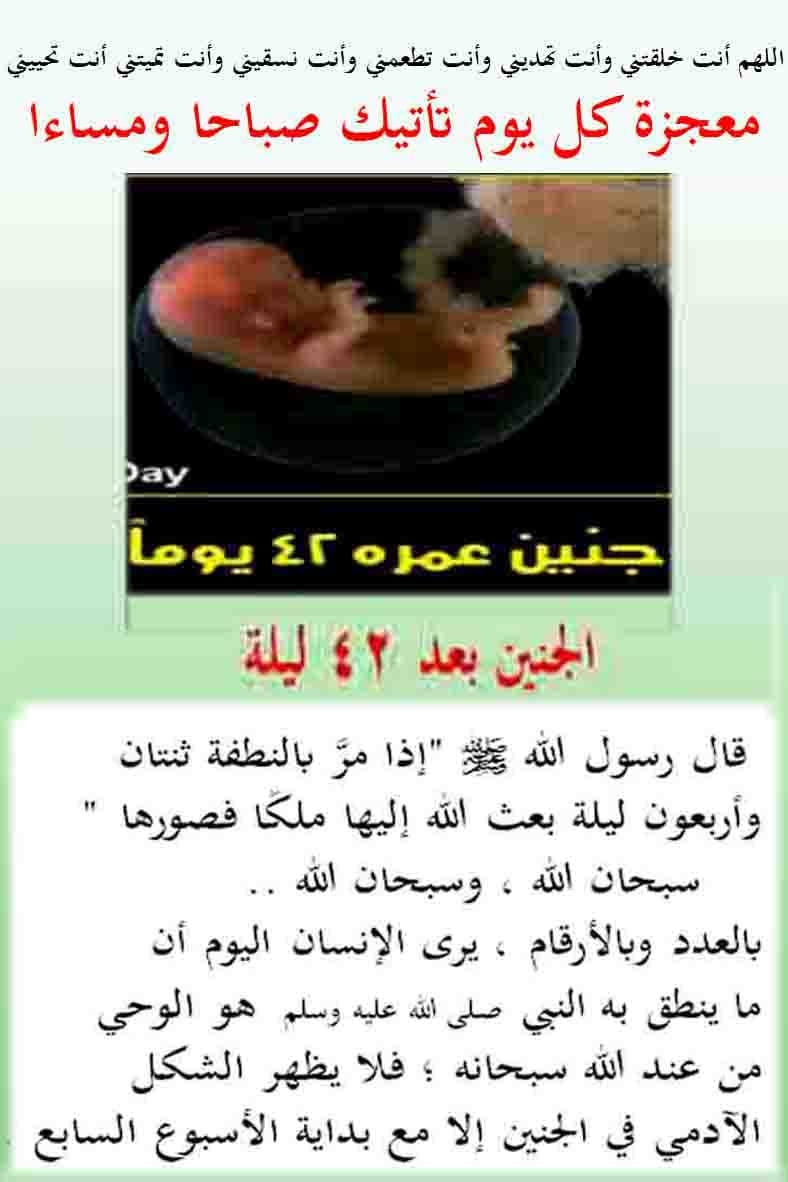 اللهم أنت خلقتني وأنت تهديني وأنت تطعمني وأنت نسقيني وأنت تميتني أنت تحييني
معجزة كل يوم تأتيك صباحا ومساءا
Day
جنين عمره ٤٢ يوماً
الجنين بعد ٤٢ ليلة
قال رسول الله ﷺ "إذا مرَّ بالنطفة ثنتان
وأربعون ليلة بعث الله إليها ملكًا فصورها "
سبحان الله ، وسبحان الله ..
بالعدد وبالأرقام ، يرى الإنسان اليوم أن
ما ينطق به النبي صلى الله عليه وسلم هو الوحي
من عند الله سبحانه ؛ فلا يظهر الشكل
الآدمي في الجنين إلا مع بداية الأسبوع السابع .